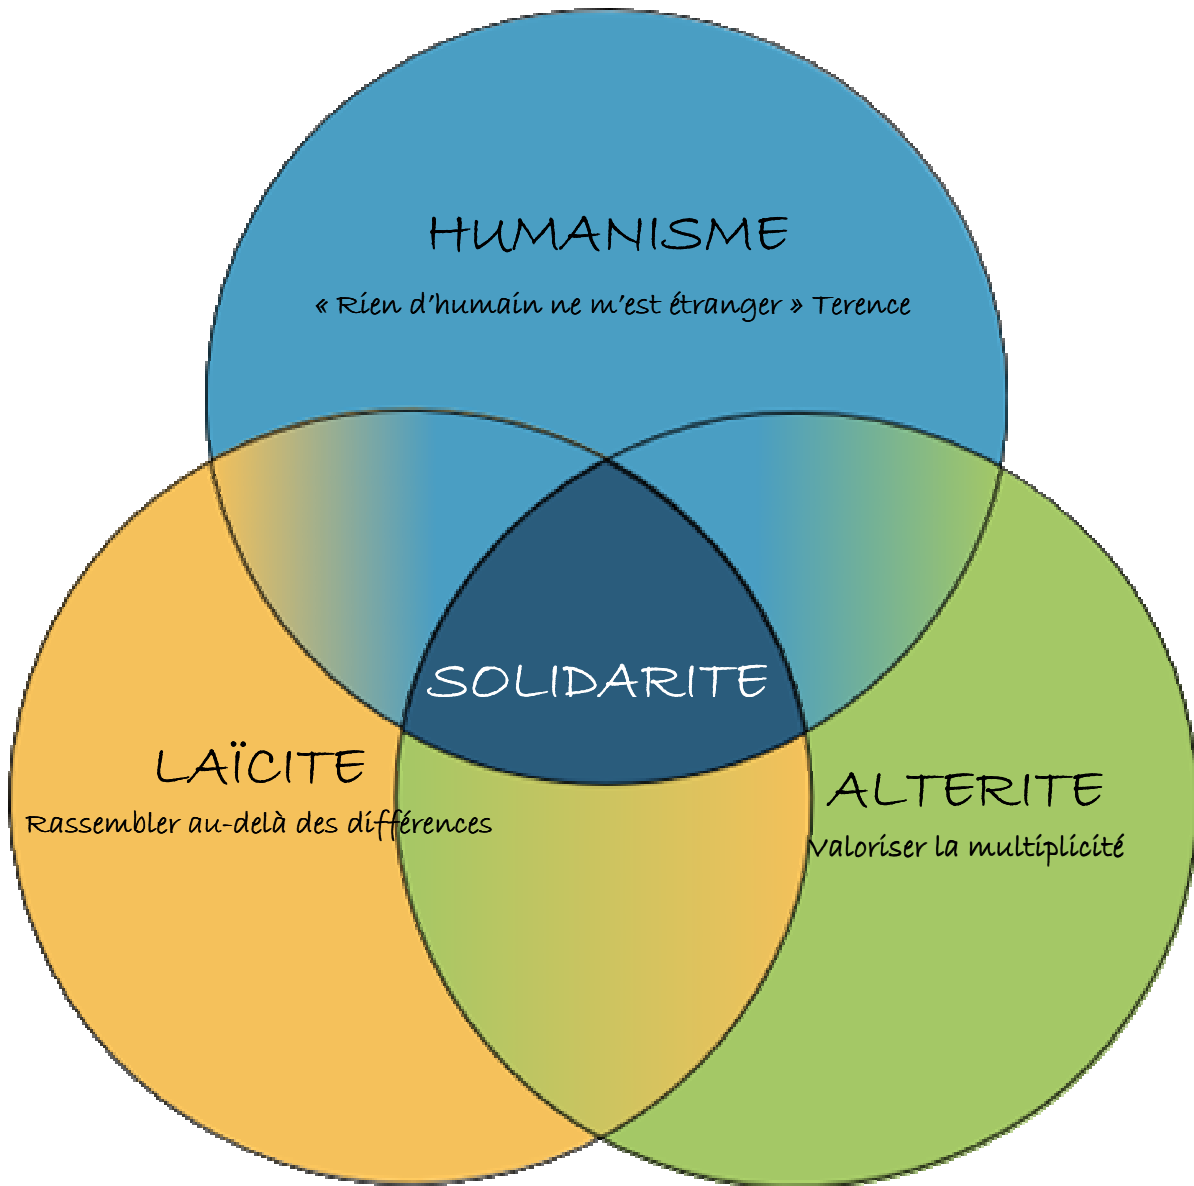 HUMANISME
« Rien d'humain ne m'est étranger » Terence
SOLIDARITE
LAÏCITE
Rassembler au-delà des différences
ALTERITE
Valoriser la multiplicité